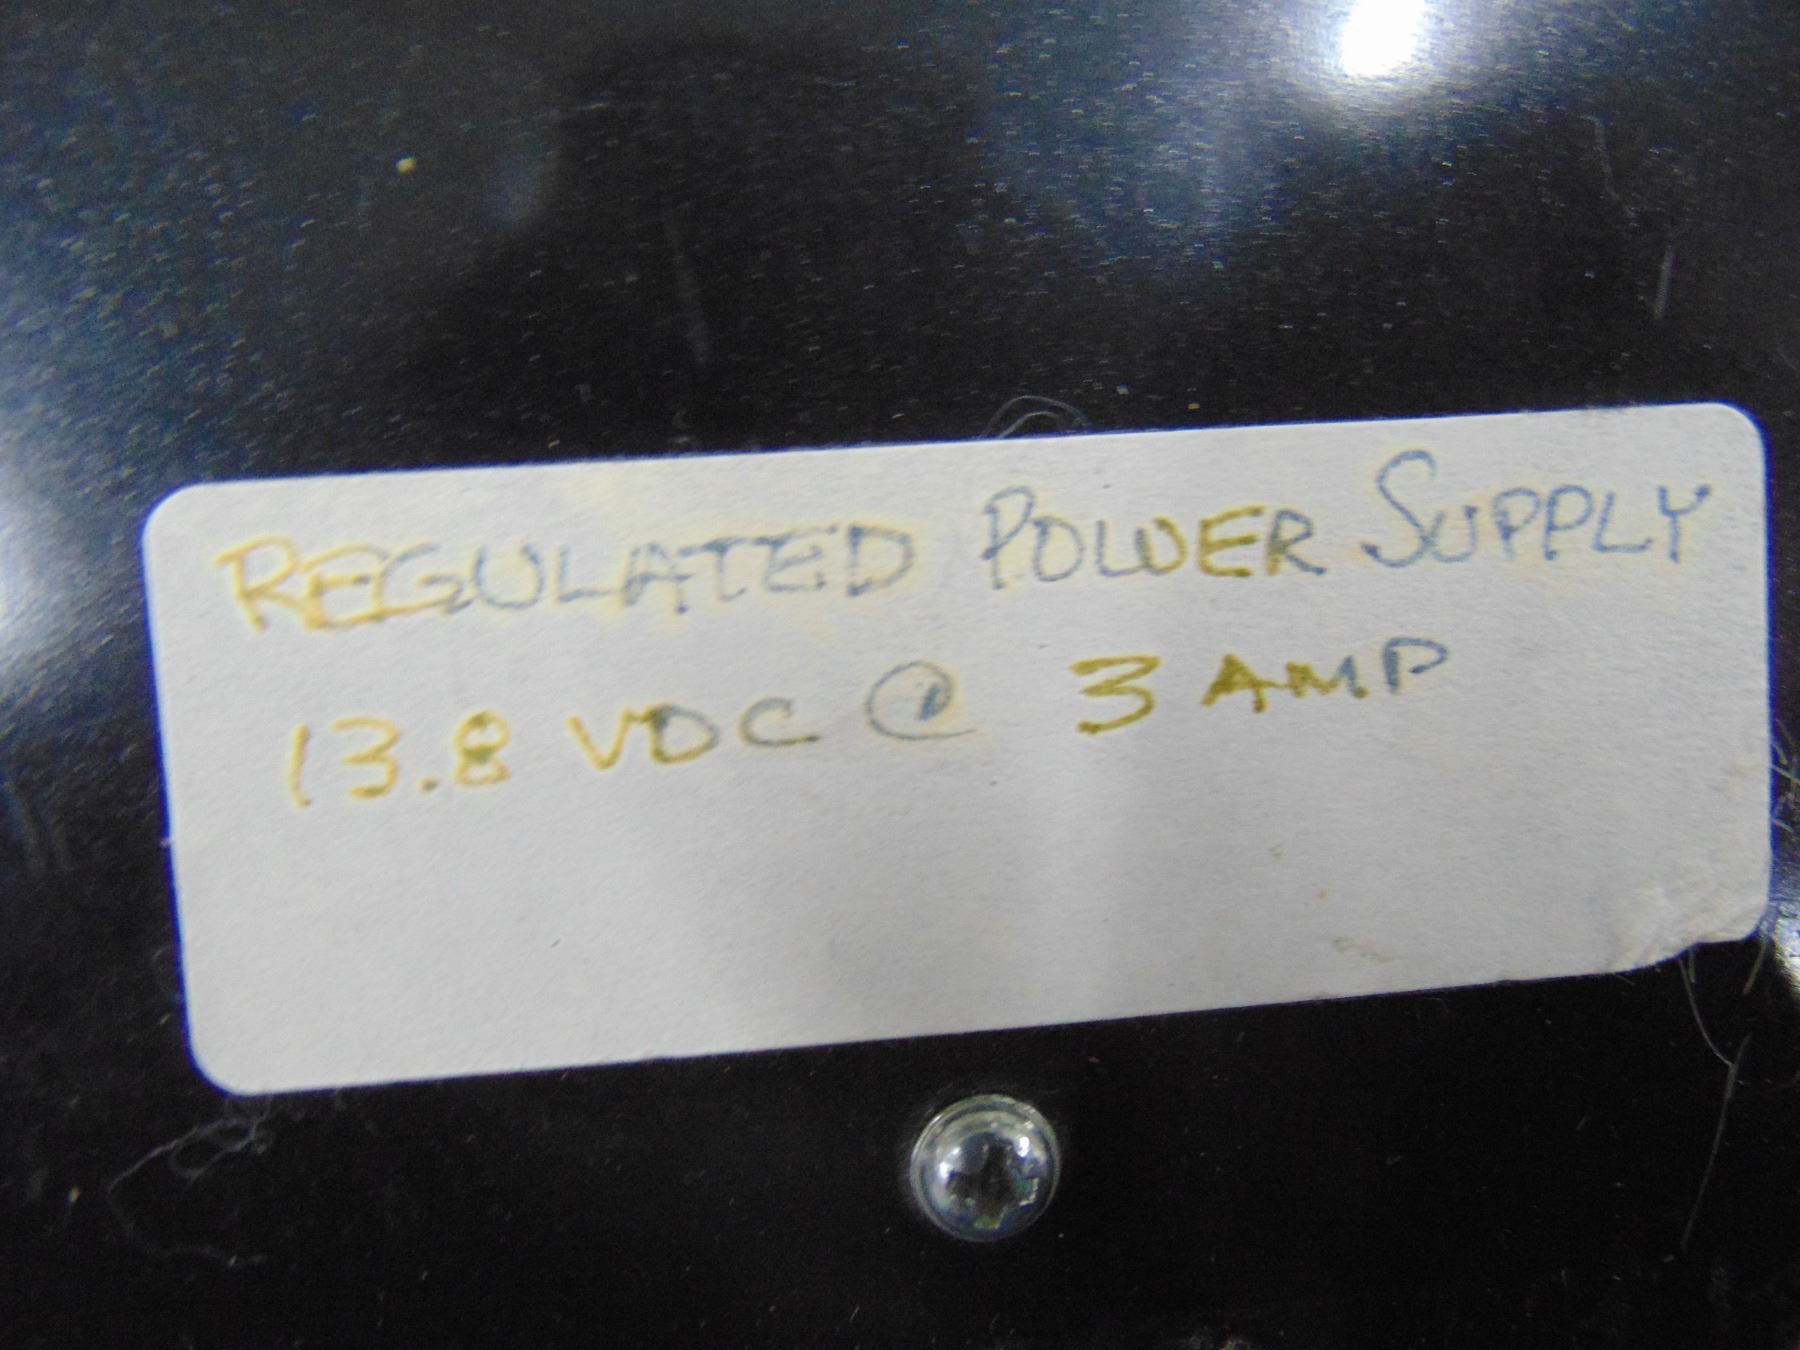 REGULATED POWER SUPPLY
13.8 VDC @ 3 AMP